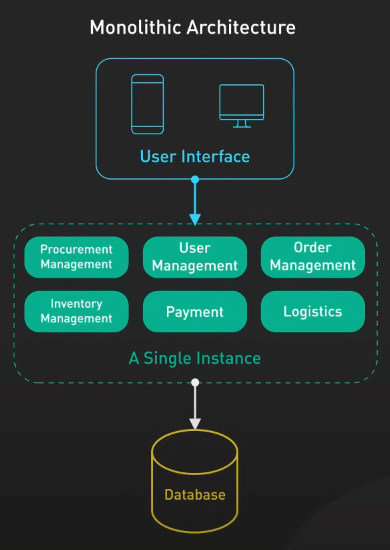 Monolithic Architecture
User Interface
Procurement
Management
User
Management
Order
Management
Inventory
Management
Payment
Logistics
A Single Instance
Database